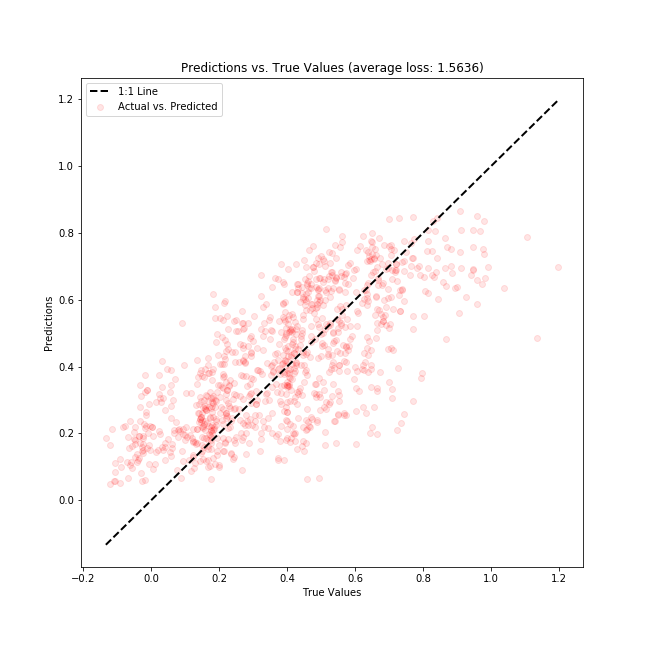 Predictions vs. True Values (average loss: 1.5636)
1:1 Line
Actual vs. Predicted
1.2
1.0
0.8
0.6
0.4
0.2
0.0
Predictions
−0.2 0.0 0.2 0.4 0.6 0.8 1.0 1.2
True Values